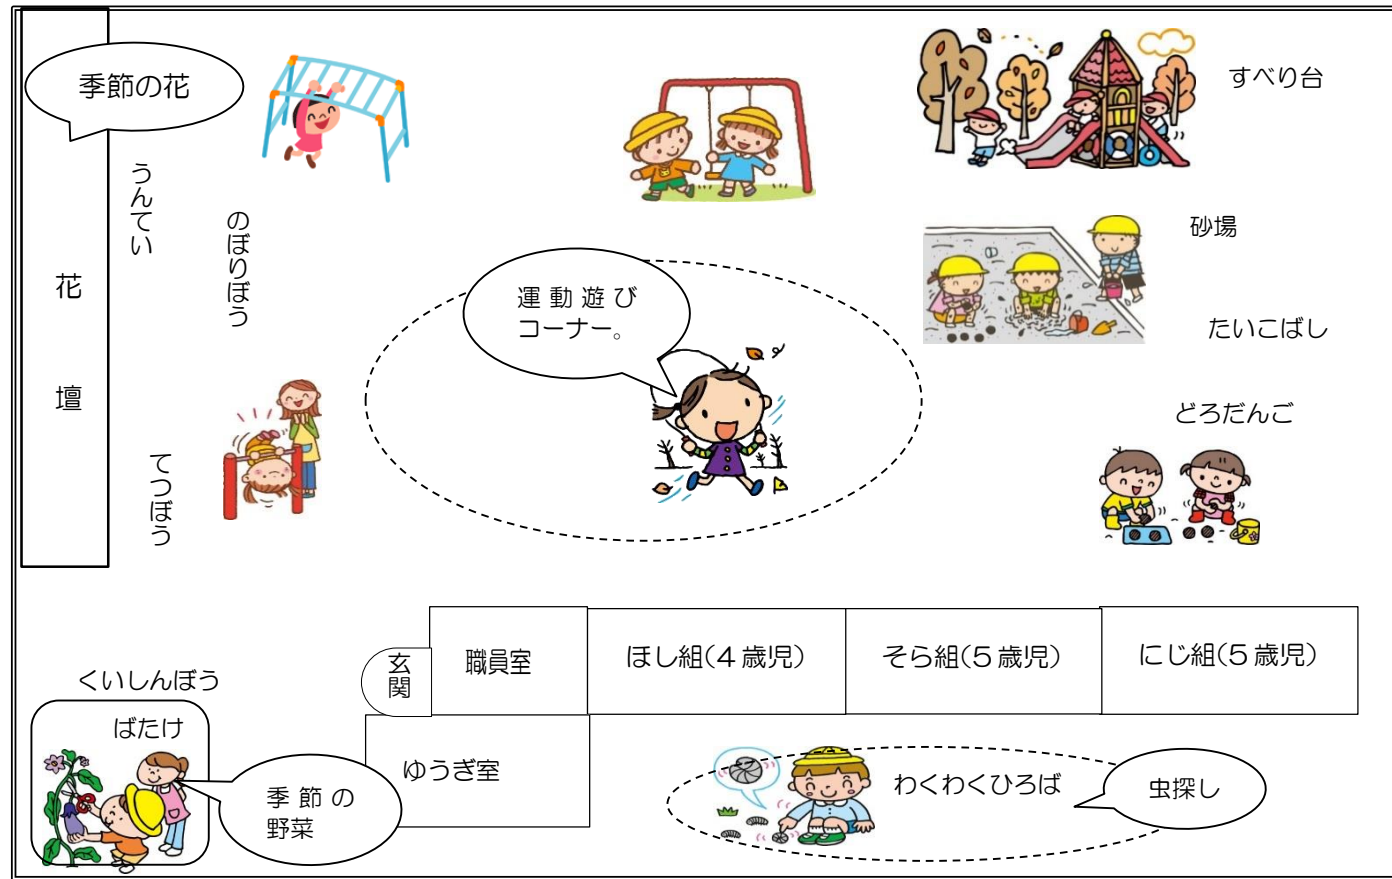 季節の花
花壇
うんてい
のぼりぼう
てつぼう
運動遊び
コーナー。
すべり台
砂場
たいこばし
どろだんご
玄関
職員室
ほし組(4歳児)
そら組(5歳児)
にじ組(5歳児)
くいしんぼう
ばたけ
季節の
野菜
ゆうぎ室
わくわくひろば
虫探し